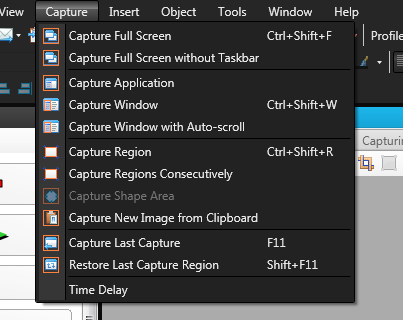 View Capture Insert Object Tools Window Help
Capture Full Screen Ctrl+Shift+F
Profile
Capture Full Screen without Taskbar
Capture Application
Capture Window Ctrl+Shift+W
Capture Window with Auto-scroll
Capturin
Capture Region Ctrl+Shift+R
Capture Regions Consecutively
Capture Shape Area
Capture New Image from Clipboard
Capture Last Capture F11
Restore Last Capture Region Shift+F11
Time Delay